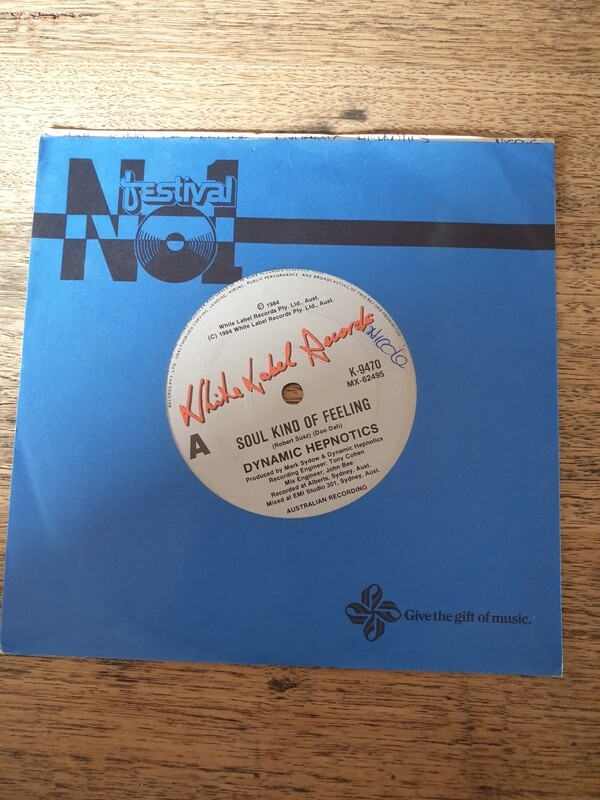 Festival
No1
© 1984
White Label Records Pty. Ltd., Aust.
(C) 1984 White Label Records Pty. Ltd., Aust.
White Label Records
Nicole
K-9470
MX-62495
A
SOUL KIND OF FEELING
(Robert Susz) (Doo Dah)
DYNAMIC HEPNOTICS
Produced by Mark Sydow & Dynamic Hepnotics
Recording Engineer: Tony Cohen
Mix Engineer: John Bee
Recorded at Alberts, Sydney, Aust.
Mixed at EMI Studio 301, Sydney, Aust.
AUSTRALIAN RECORDING
Give the gift of music.